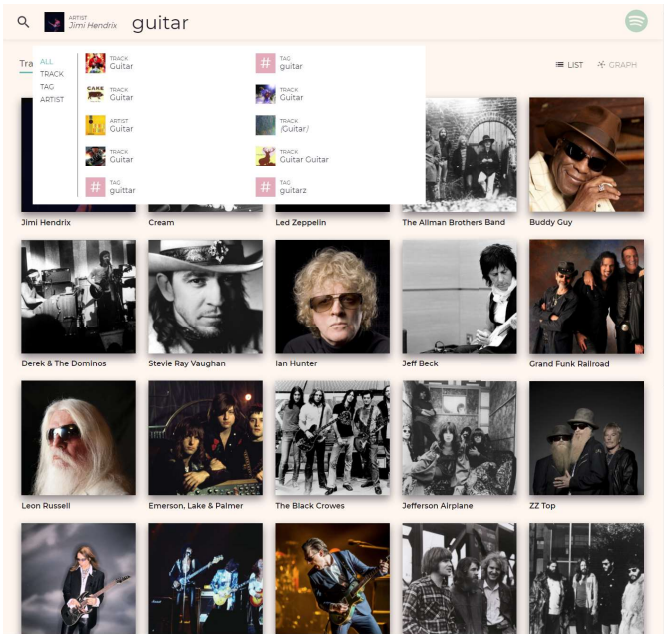 ARTIST
Jimi Hendrix
guitar
Tra
LIST
GRAPH
ALL
TRACK
TAG
ARTIST
TRACK
Guitar
TAG
guitar
CAKE
TRACK
Guitar
TRACK
Guitar
ARTIST
Guitar
TRACK
/Guitar/
TRACK
Guitar
TRACK
Guitar Guitar
#
TAG
guittar
#
TAG
guitarz
Jimi Hendrix
Cream
Led Zeppelin
The Allman Brothers Band
Buddy Guy
Derek & The Dominos
Stevie Ray Vaughan
Ian Hunter
Jeff Beck
Grand Funk Railroad
Leon Russell
Emerson, Lake & Palmer
The Black Crowes
Jefferson Airplane
ZZ Top